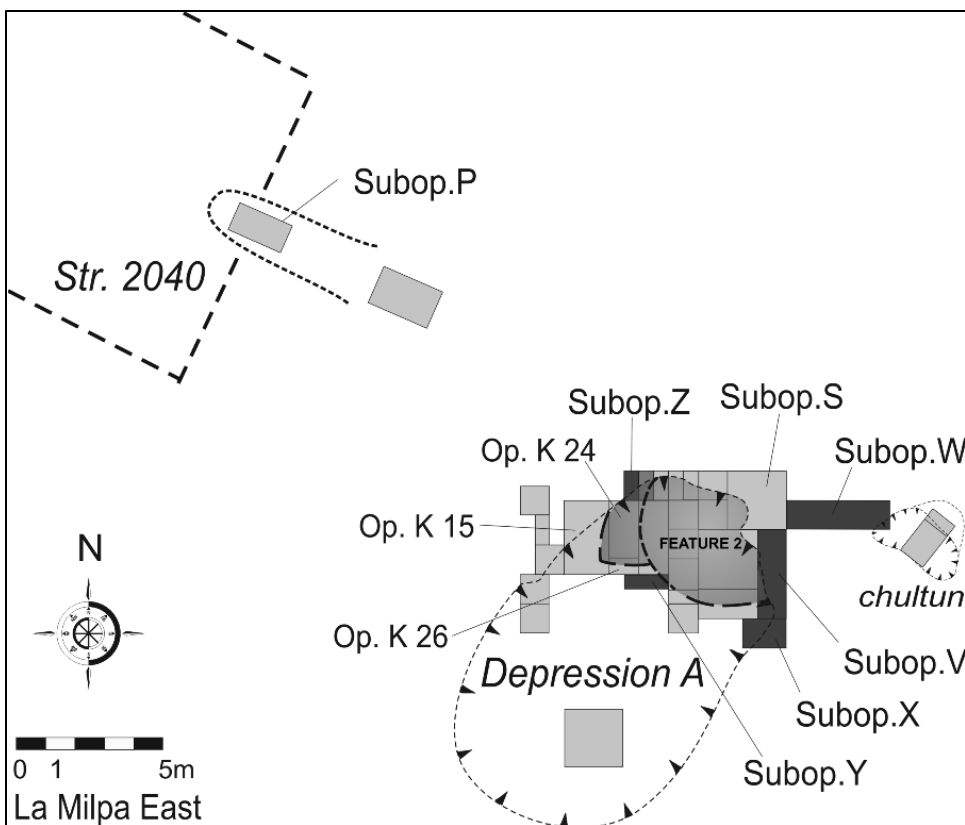 Subop.P
Str. 2040
Subop.Z
Subop.S
Op. K 24
Subop.W
Op. K 15
FEATURE 2
N
chultun
Op. K 26
Depression A
Subop.V
Subop.X
Subop.Y
0 1 5m
La Milpa East